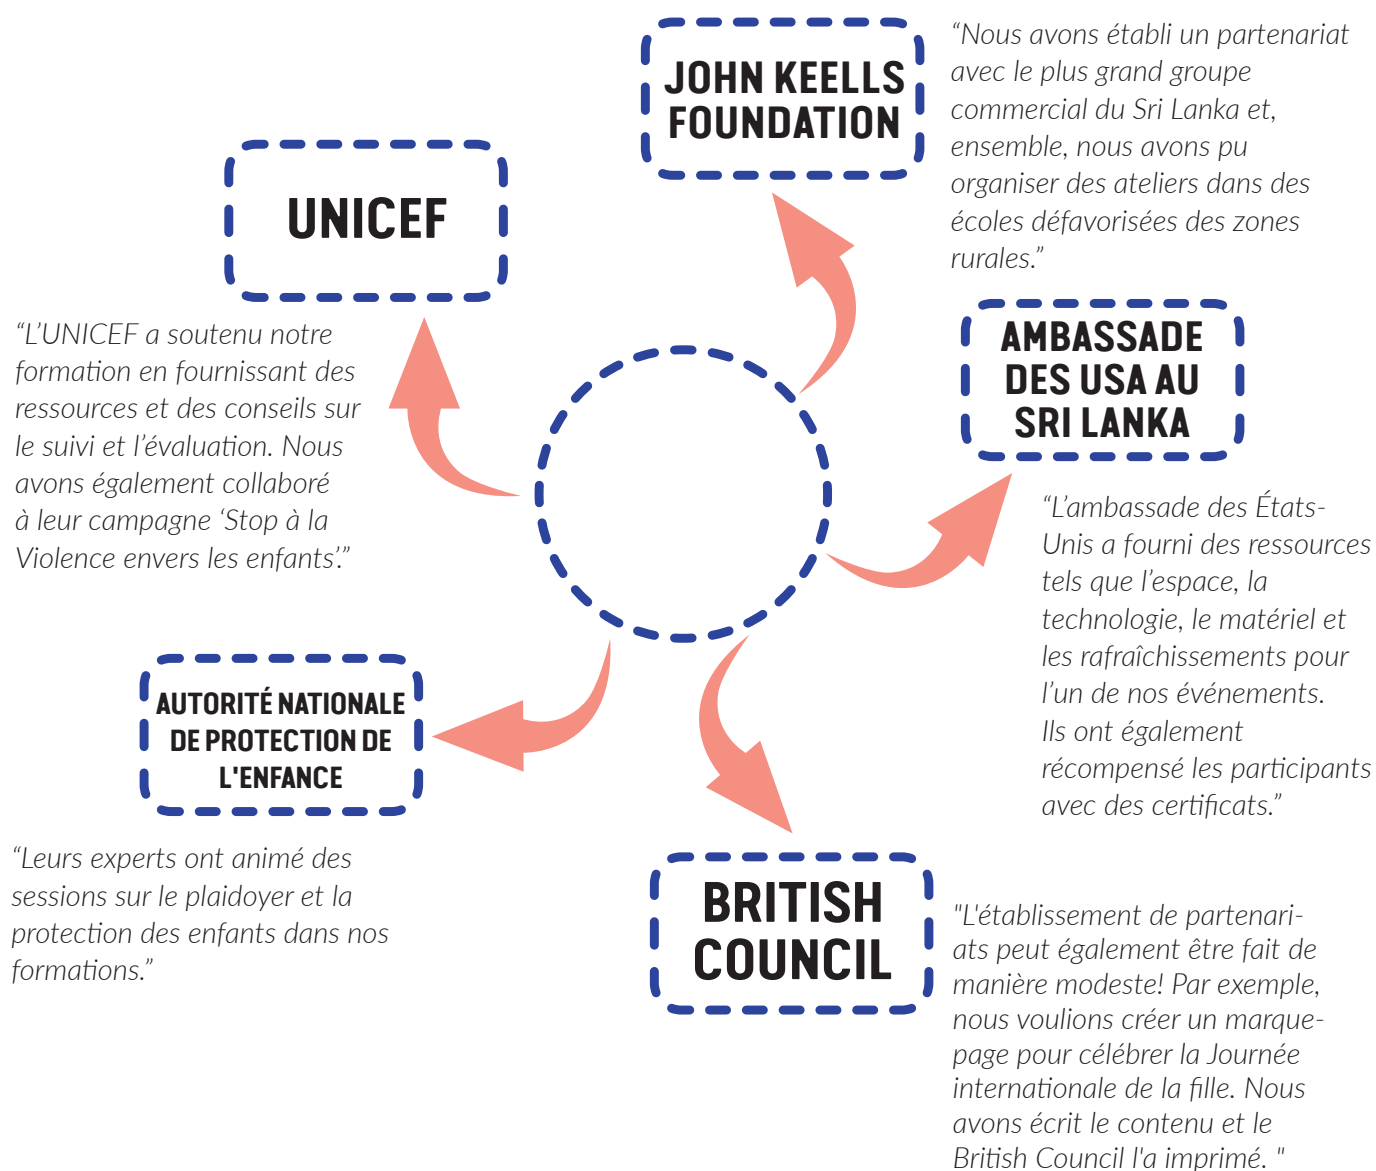 JOHN KEELLS
FOUNDATION
“Nous avons établi un partenariat
avec le plus grand groupe
commercial du Sri Lanka et,
ensemble, nous avons pu
organiser des ateliers dans des
écoles défavorisées des zones
rurales.”
UNICEF
“L’UNICEF a soutenu notre
formation en fournissant des
ressources et des conseils sur
le suivi et l’évaluation. Nous
avons également collaboré
à leur campagne ‘Stop à la
Violence envers les enfants’.”
AMBASSADE
DES USA AU
SRI LANKA
“L’ambassade des États-
Unis a fourni des ressources
tels que l’espace, la
technologie, le matériel et
les rafraîchissements pour
l’un de nos événements.
Ils ont également
récompensé les participants
avec des certificats.”
AUTORITÉ NATIONALE
DE PROTECTION DE
L'ENFANCE
“Leurs experts ont animé des
sessions sur le plaidoyer et la
protection des enfants dans nos
formations.”
BRITISH
COUNCIL
"L'établissement de partenari-
ats peut également être fait de
manière modeste! Par exemple,
nous voulions créer un marque-
page pour célébrer la Journée
internationale de la fille. Nous
avons écrit le contenu et le
British Council l'a imprimé. "